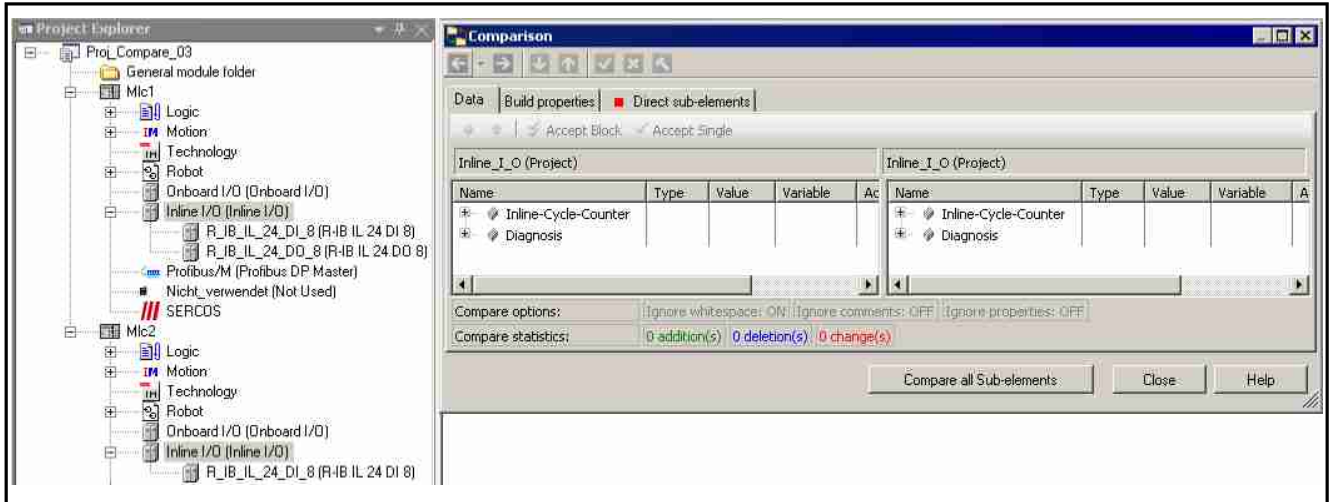 Project Explorer
Proj_Compare_03
General module folder
Mlc1
Logic
Motion
Technology
Robot
Onboard I/O (Onboard I/O)
Inline I/O (Inline I/O)
R_IB_IL_24_DI_8 (R-IB IL 24 DI 8)
R_IB_IL_24_DO_8 (R-IB IL 24 DO 8)
Profibus/M (Profibus DP Master)
Nicht_verwendet (Not Used)
SERCOS
Mlc2
Logic
Motion
Technology
Robot
Onboard I/O (Onboard I/O)
Inline I/O (Inline I/O)
R_IB_IL_24_DI_8 (R-IB IL 24 DI 8)
Comparison
Data Build properties Direct sub-elements
Accept Block Accept Single
Inline_I_O (Project) Inline_I_O (Project)
Name Type Value Variable Ac Name Type Value Variable A
Inline-Cycle-Counter Inline-Cycle-Counter
Diagnosis Diagnosis
Compare options: Ignore whitespace: ON Ignore comments: OFF Ignore properties: OFF
Compare statistics: 0 addition(s) 0 deletion(s) 0 change(s)
Compare all Sub-elements Close Help